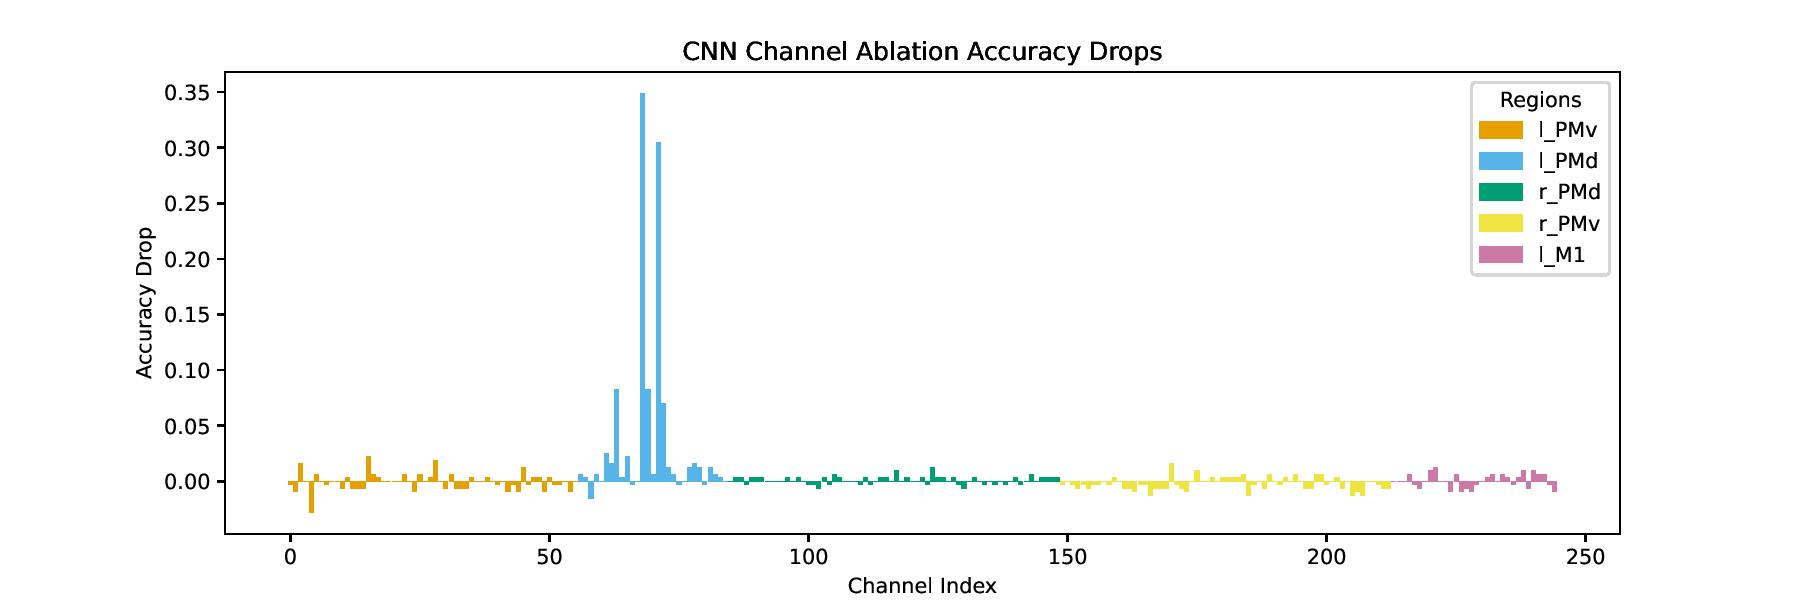 CNN Channel Ablation Accuracy Drops
Accuracy Drop
0.35
0.30
0.25
0.20
0.15
0.10
0.05
0.00
Regions
l_PMv
l_PMd
r_PMd
r_PMv
l_M1
0 50 100 150 200 250
Channel Index